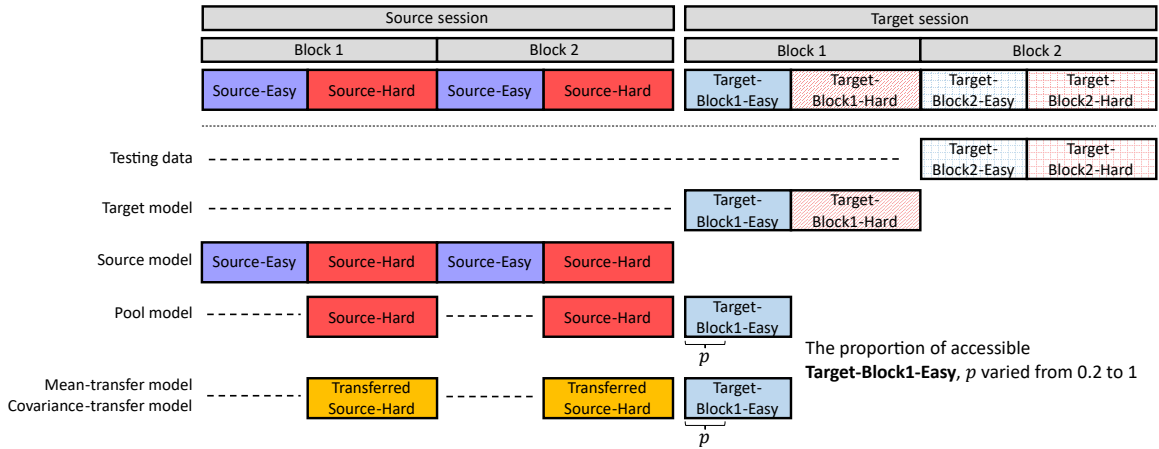 Source session
Target session
Block 1
Block 2
Block 1
Block 2
Source-Easy
Source-Hard
Source-Easy
Source-Hard
Target-
Block1-Easy
Target-
Block1-Hard
Target-
Block2-Easy
Target-
Block2-Hard
Testing data
Target-
Block2-Easy
Target-
Block2-Hard
Target model
Target-
Block1-Easy
Target-
Block1-Hard
Source model
Source-Easy
Source-Hard
Source-Easy
Source-Hard
Pool model
Source-Hard
Source-Hard
Target-
Block1-Easy
p
The proportion of accessible
Target-Block1-Easy, p varied from 0.2 to 1
Mean-transfer model
Covariance-transfer model
Transferred
Source-Hard
Transferred
Source-Hard
Target-
Block1-Easy
p